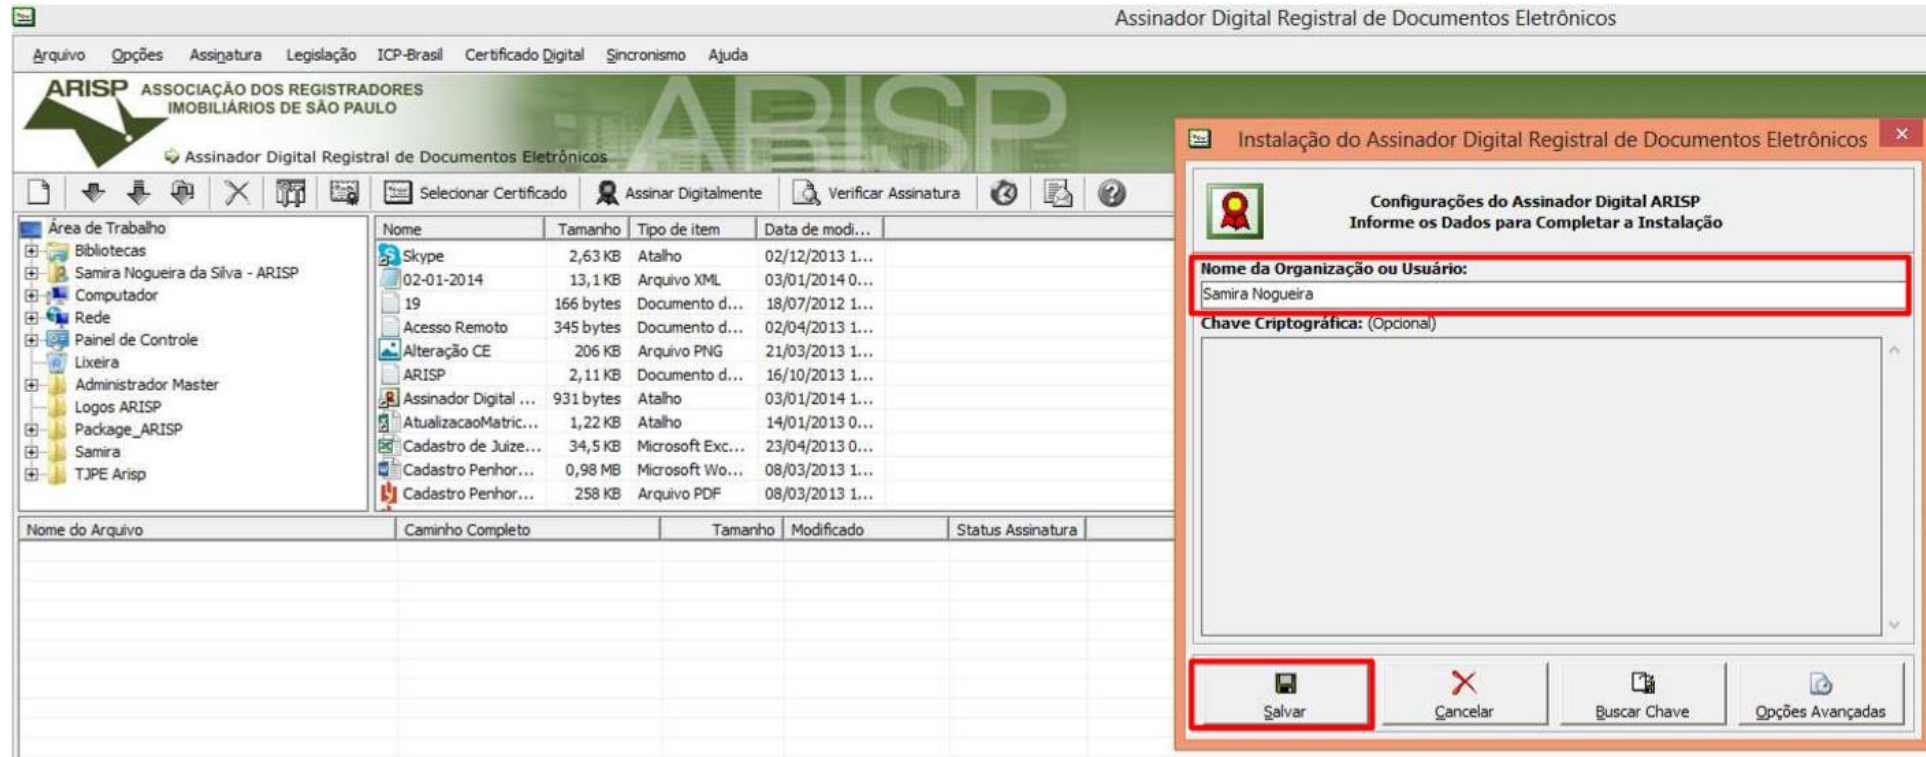 Assinador Digital Registral de Documentos Eletrônicos
Arquivo Opções Assinatura Legislação ICP-Brasil Certificado Digital Sincronismo Ajuda
ARISP ASSOCIAÇÃO DOS REGISTRADORES
IMOBILIÁRIOS DE SÃO PAULO
ARISP
Assinador Digital Registral de Documentos Eletrônicos
Selecionar Certificado Assinar Digitalmente Verificar Assinatura
Área de Trabalho
Bibliotecas
Samira Nogueira da Silva - ARISP
Computador
Rede
Painel de Controle
Lixeira
Administrador Master
Logos ARISP
Package_ARISP
Samira
TJPE Arisp
Nome Tamanho Tipo de item Data de modi...
Skype 2,63 KB Atalho 02/12/2013 1...
02-01-2014 13,1 KB Arquivo XML 03/01/2014 0...
19 166 bytes Documento d... 18/07/2012 1...
Acesso Remoto 345 bytes Documento d... 02/04/2013 1...
Alteração CE 206 KB Arquivo PNG 21/03/2013 1...
ARISP 2,11 KB Documento d... 16/10/2013 1...
Assinador Digital ... 931 bytes Atalho 03/01/2014 1...
AtualizacaoMatric... 1,22 KB Atalho 14/01/2013 0...
Cadastro de Juize... 34,5 KB Microsoft Exc... 23/04/2013 0...
Cadastro Penhor... 0,98 MB Microsoft Wo... 08/03/2013 1...
Cadastro Penhor... 258 KB Arquivo PDF 08/03/2013 1...
Nome do Arquivo Caminho Completo Tamanho Modificado Status Assinatura
Instalação do Assinador Digital Registral de Documentos Eletrônicos
Configurações do Assinador Digital ARISP
Informe os Dados para Completar a Instalação
Nome da Organização ou Usuário:
Samira Nogueira
Chave Criptográfica: (Opcional)
Salvar Cancelar Buscar Chave Opções Avançadas